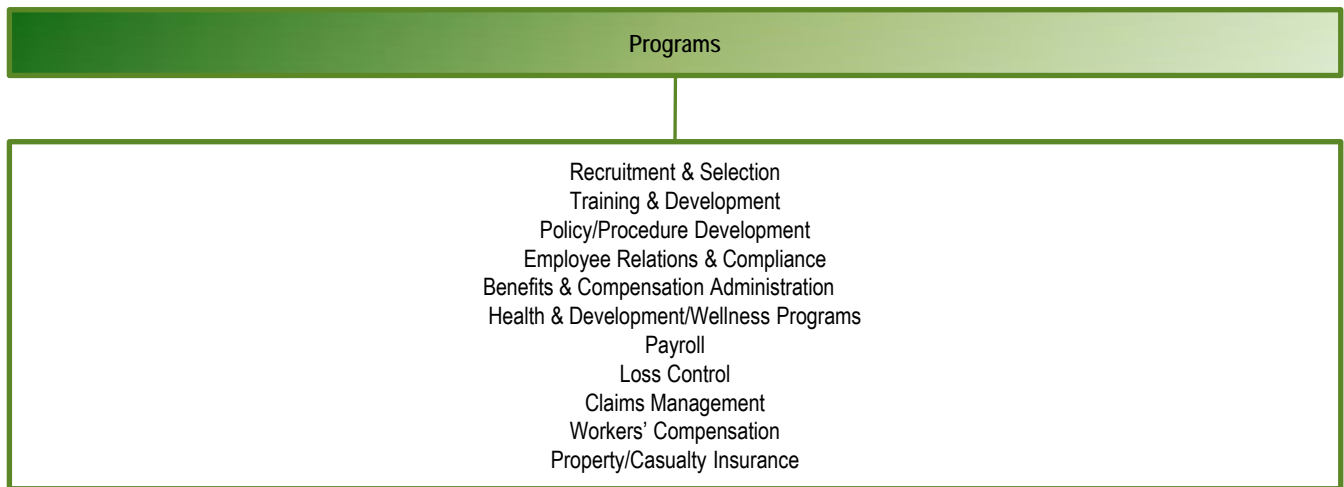 Programs
Recruitment & Selection
Training & Development
Policy/Procedure Development
Employee Relations & Compliance
Benefits & Compensation Administration
Health & Development/Wellness Programs
Payroll
Loss Control
Claims Management
Workers’ Compensation
Property/Casualty Insurance